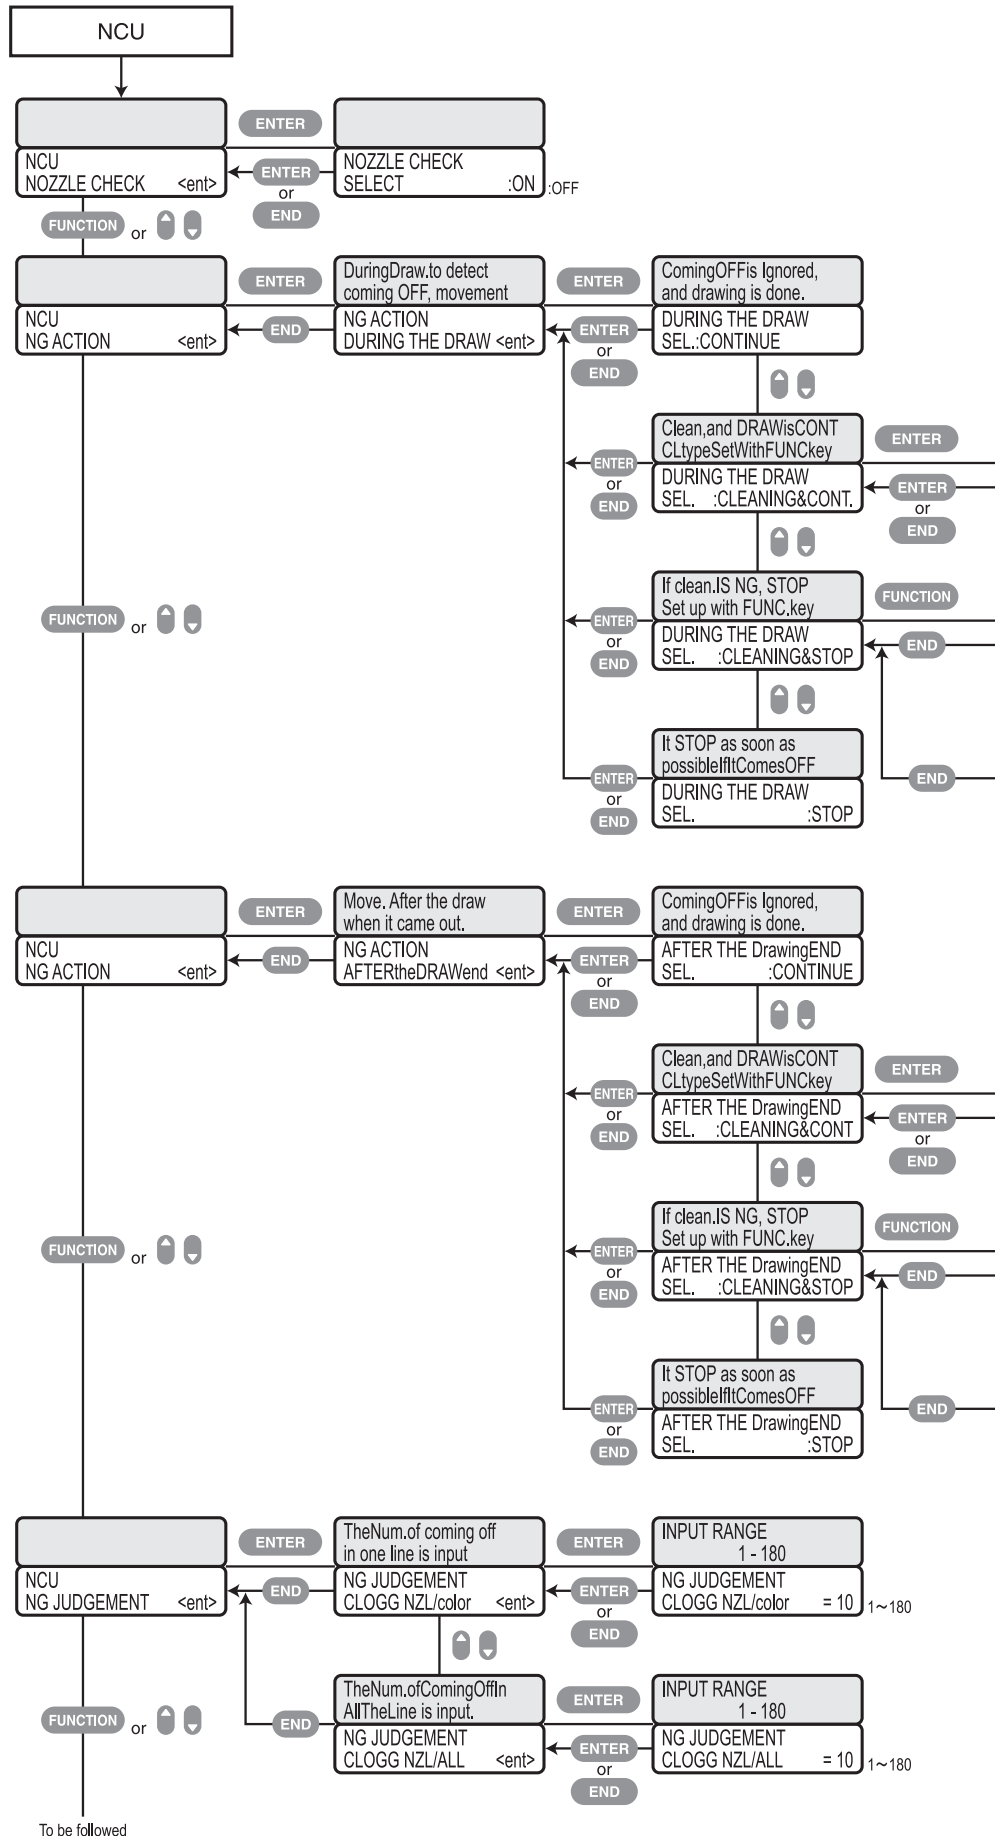 NCU
ENTER
NCU
NOZZLE CHECK <ent>
ENTER
or
END
NOZZLE CHECK
SELECT :ON :OFF
FUNCTION or
ENTER
DuringDraw.to detect
coming OFF, movement
ENTER
ComingOFFis Ignored,
and drawing is done.
NCU
NG ACTION <ent>
END
NG ACTION
DURING THE DRAW <ent>
ENTER
or
END
DURING THE DRAW
SEL.:CONTINUE
Clean,and DRAWisCONT
CLtypeSetWithFUNCkey
ENTER
ENTER
or
END
DURING THE DRAW
SEL. :CLEANING&CONT.
ENTER
or
END
FUNCTION or
If clean.IS NG, STOP
Set up with FUNC.key
FUNCTION
ENTER
or
END
DURING THE DRAW
SEL. :CLEANING&STOP
END
It STOP as soon as
possibleIfItComesOFF
ENTER
or
END
DURING THE DRAW
SEL. :STOP
END
ENTER
Move. After the draw
when it came out.
ENTER
ComingOFFis Ignored,
and drawing is done.
NCU
NG ACTION <ent>
END
NG ACTION
AFTERtheDRAWend <ent>
ENTER
or
END
AFTER THE DrawingEND
SEL. :CONTINUE
Clean,and DRAWisCONT
CLtypeSetWithFUNCkey
ENTER
ENTER
or
END
AFTER THE DrawingEND
SEL. :CLEANING&CONT
ENTER
or
END
FUNCTION or
If clean.IS NG, STOP
Set up with FUNC.key
FUNCTION
ENTER
or
END
AFTER THE DrawingEND
SEL. :CLEANING&STOP
END
It STOP as soon as
possibleIfItComesOFF
ENTER
or
END
AFTER THE DrawingEND
SEL. :STOP
END
ENTER
TheNum.of coming off
in one line is input
ENTER
INPUT RANGE
1 - 180
NCU
NG JUDGEMENT <ent>
END
NG JUDGEMENT
CLOGG NZL/color <ent>
ENTER
or
END
NG JUDGEMENT
CLOGG NZL/color = 10 1~180
FUNCTION or
END
TheNum.ofComingOffIn
AllTheLine is input.
ENTER
INPUT RANGE
1 - 180
NG JUDGEMENT
CLOGG NZL/ALL <ent>
ENTER
or
END
NG JUDGEMENT
CLOGG NZL/ALL = 10 1~180
To be followed